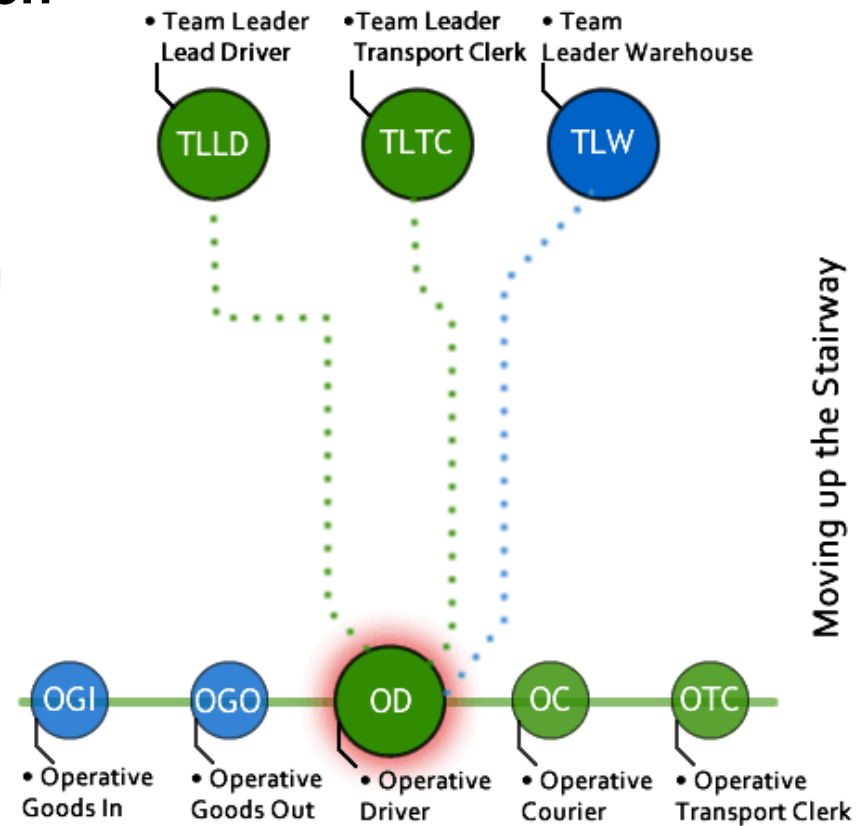 • Team Leader
Lead Driver
• Team Leader
Transport Clerk
• Team
Leader Warehouse
TLLD
TLTC
TLW
Moving up the Stairway
OGI
OGO
OD
OC
OTC
• Operative
Goods In
• Operative
Goods Out
• Operative
Driver
• Operative
Courier
• Operative
Transport Clerk